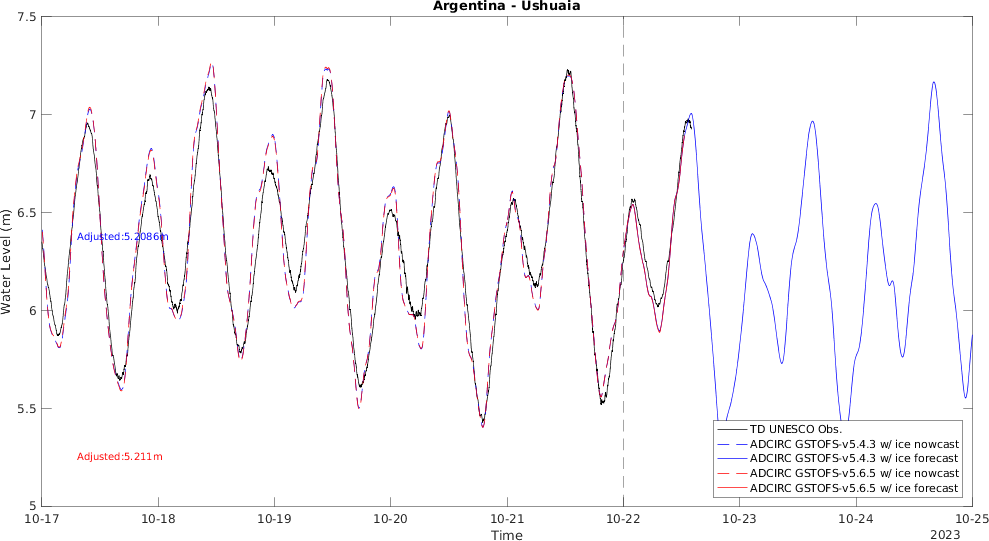 Argentina - Ushuaia
7.5
7
6.5
6
5.5
5
Water Level (m)
Adjusted:5.2086m
Adjusted:5.211m
TD UNESCO Obs.
ADCIRC GSTOFS-v5.4.3 w/ ice nowcast
ADCIRC GSTOFS-v5.4.3 w/ ice forecast
ADCIRC GSTOFS-v5.6.5 w/ ice nowcast
ADCIRC GSTOFS-v5.6.5 w/ ice forecast
10-17 10-18 10-19 10-20 10-21 10-22 10-23 10-24 10-25
Time
2023